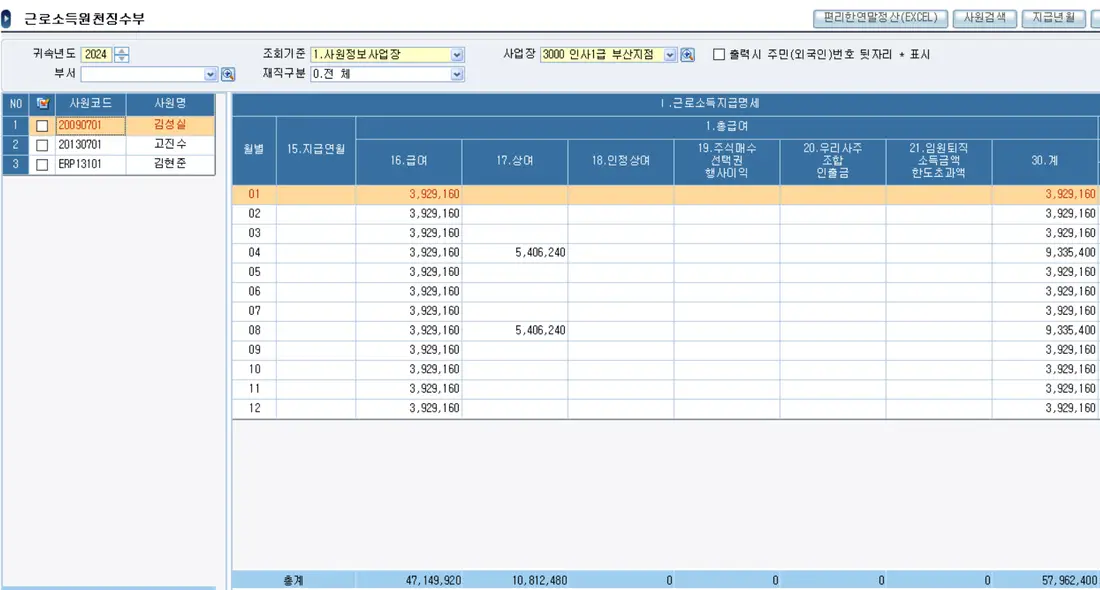 근로소득원천징수부
편리한연말정산(EXCEL) 사원검색 지급년월
귀속년도 2024 조회기준 1.사원정보사업장 사업장 3000 인사1급 부산지점 출력시 주민(외국인)번호 뒷자리 * 표시
부서 재직구분 0.전 체
NO 사원코드 사원명
1 20090701 김성실
2 20130701 고진수
3 ERP13101 김현준
Ⅰ.근로소득지급명세
월별 15.지급연월 1.총급여
16.급여 17.상여 18.인정상여 19.주식매수 선택권 행사이익 20.우리사주 조합 인출금 21.임원퇴직 소득금액 한도초과액 30.계
01 3,929,160 3,929,160
02 3,929,160 3,929,160
03 3,929,160 3,929,160
04 3,929,160 5,406,240 9,335,400
05 3,929,160 3,929,160
06 3,929,160 3,929,160
07 3,929,160 3,929,160
08 3,929,160 5,406,240 9,335,400
09 3,929,160 3,929,160
10 3,929,160 3,929,160
11 3,929,160 3,929,160
12 3,929,160 3,929,160
총계 47,149,920 10,812,480 0 0 0 0 57,962,400